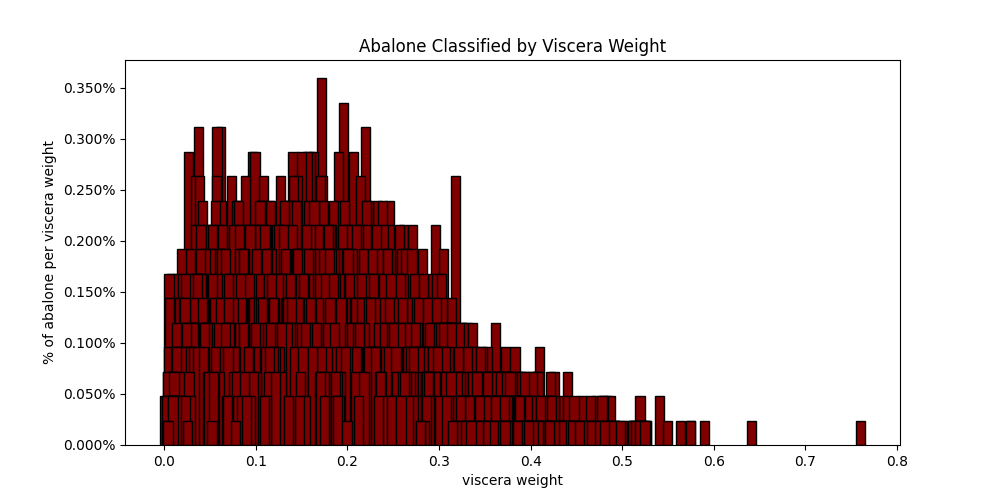 Abalone Classified by Viscera Weight
% of abalone per viscera weight
0.350%
0.300%
0.250%
0.200%
0.150%
0.100%
0.050%
0.000%
0.0 0.1 0.2 0.3 0.4 0.5 0.6 0.7 0.8
viscera weight